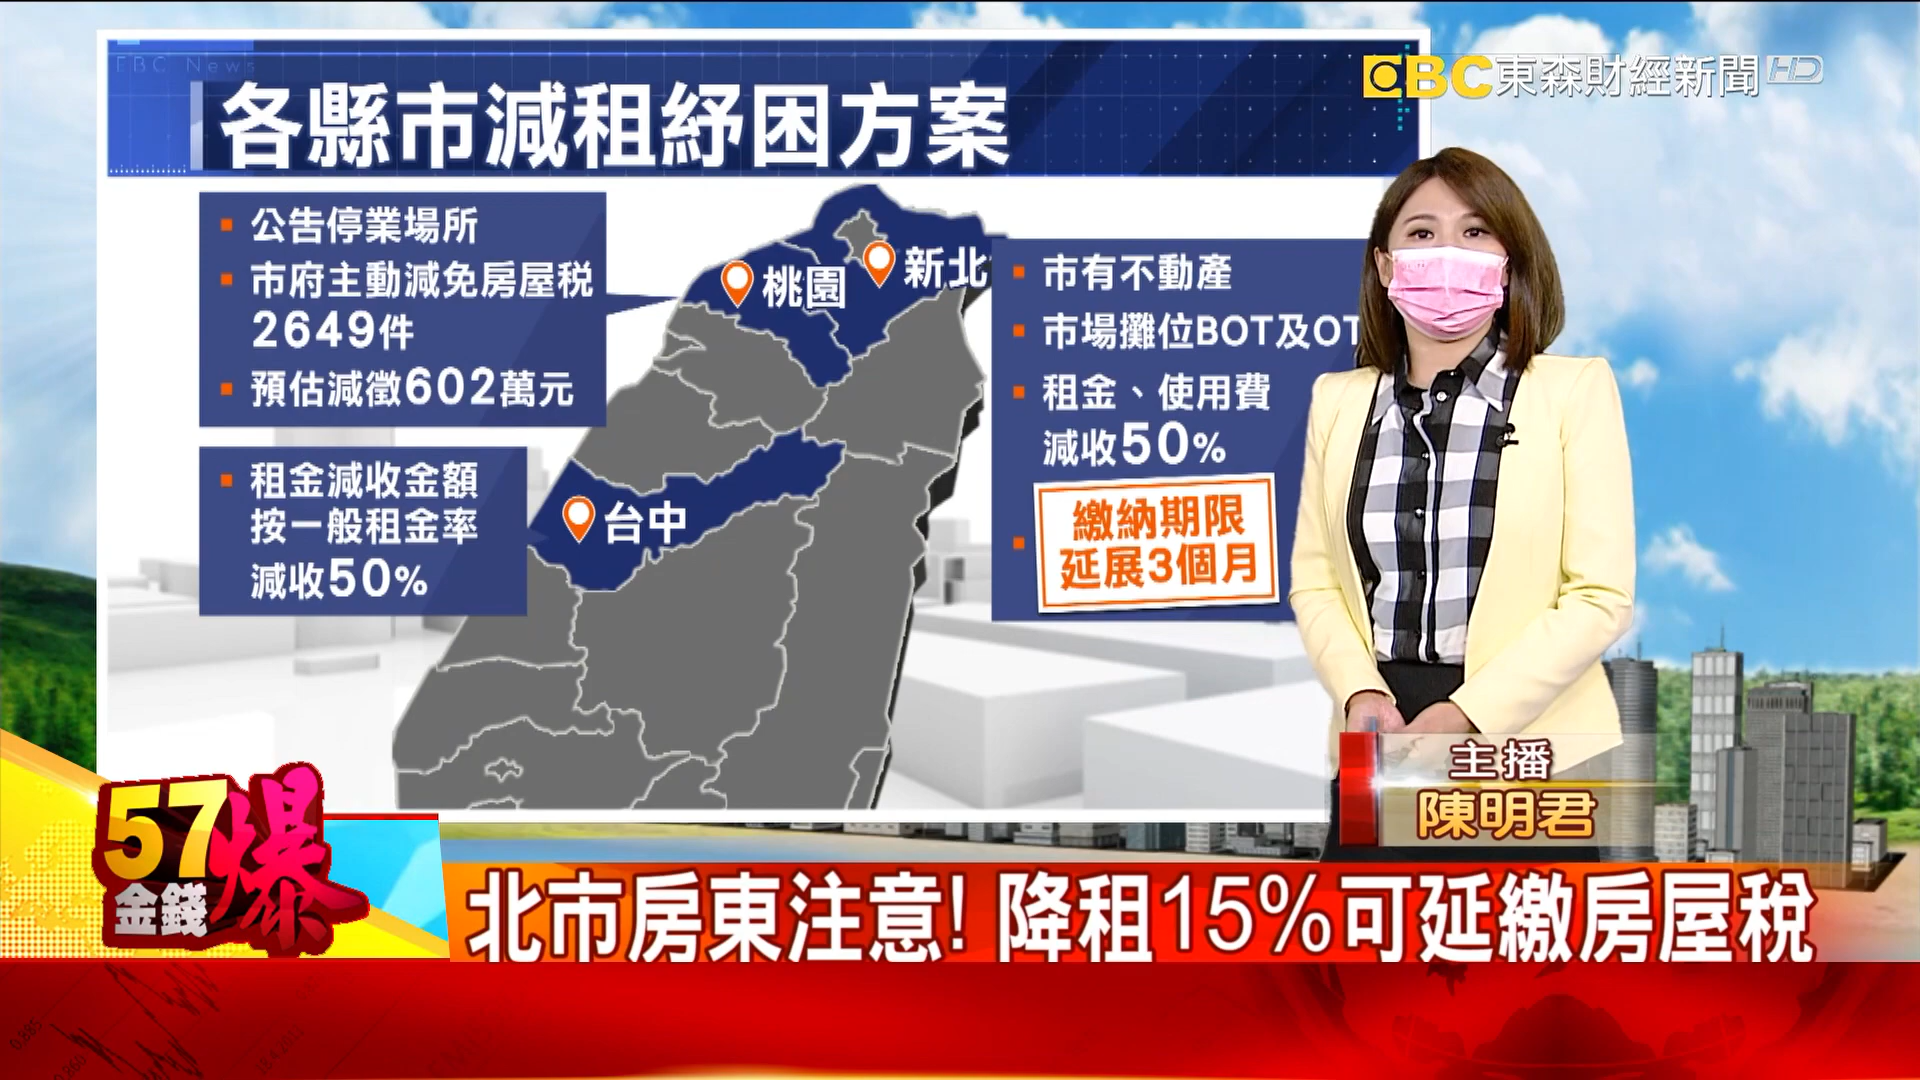 EBC News
各縣市減租紓困方案
EBC東森財經新聞HD
公告停業場所
市府主動減免房屋稅
2649件
預估減徵602萬元
桃園
新北
市有不動產
市場攤位BOT及OT
租金、使用費
減收50%
繳納期限
延展3個月
租金減收金額
按一般租金率
減收50%
台中
主播
陳明君
57爆
金錢
北市房東注意! 降租15%可延繳房屋稅